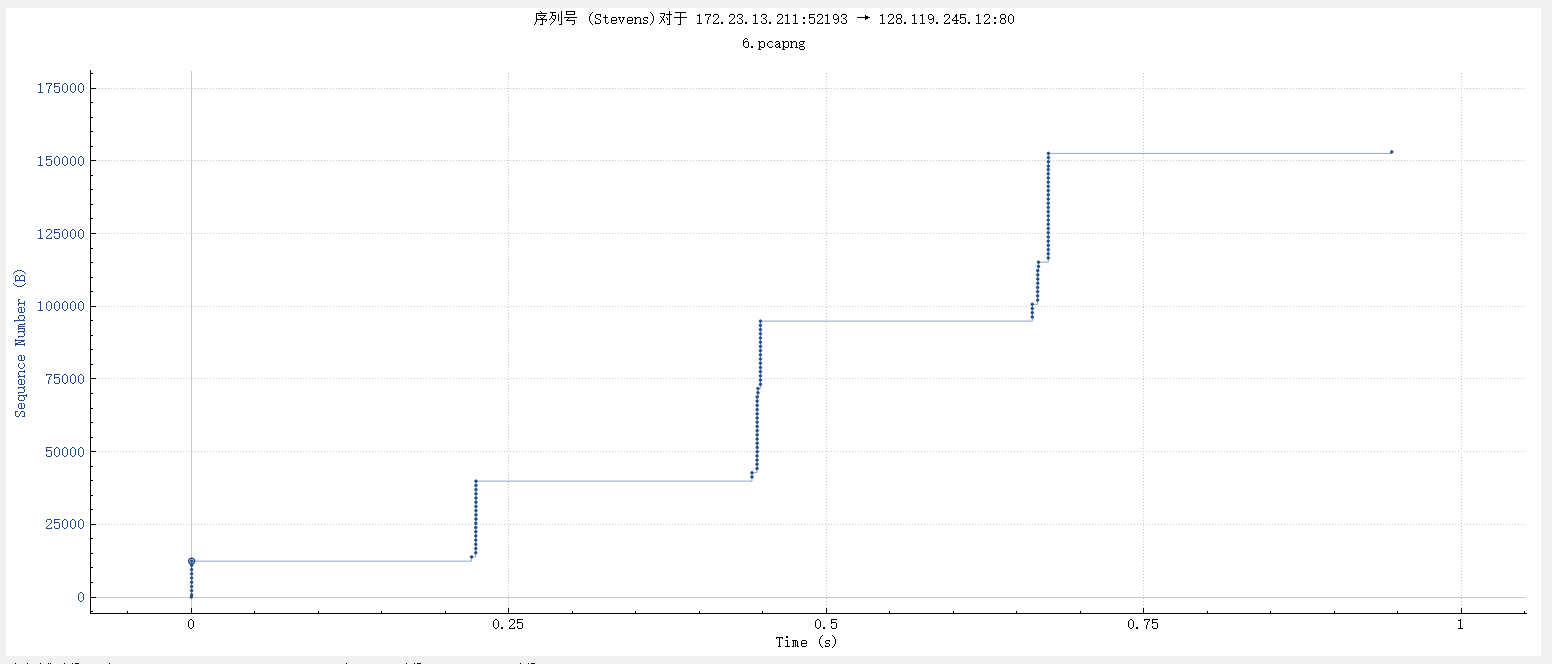 序列号 (Stevens)对于 172.23.13.211:52193 → 128.119.245.12:80
6.pcapng
175000
150000
125000
100000
75000
50000
25000
0
Sequence Number (B)
0 0.25 0.5 0.75 1
Time (s)